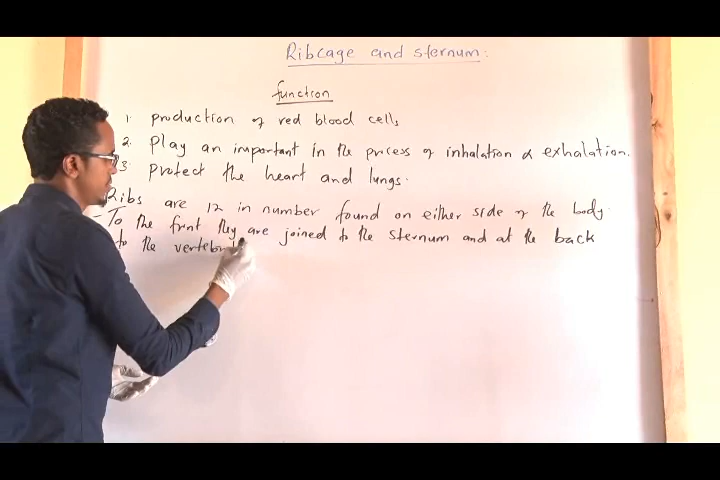 Ribcage and sternum.
function
1. production of red blood cells
2. Play an important in the process of inhalation & exhalation.
3. Protect the heart and lungs.
Ribs are 12 in number found on either side of the body.
To the front they are joined to the sternum and at the back
to the